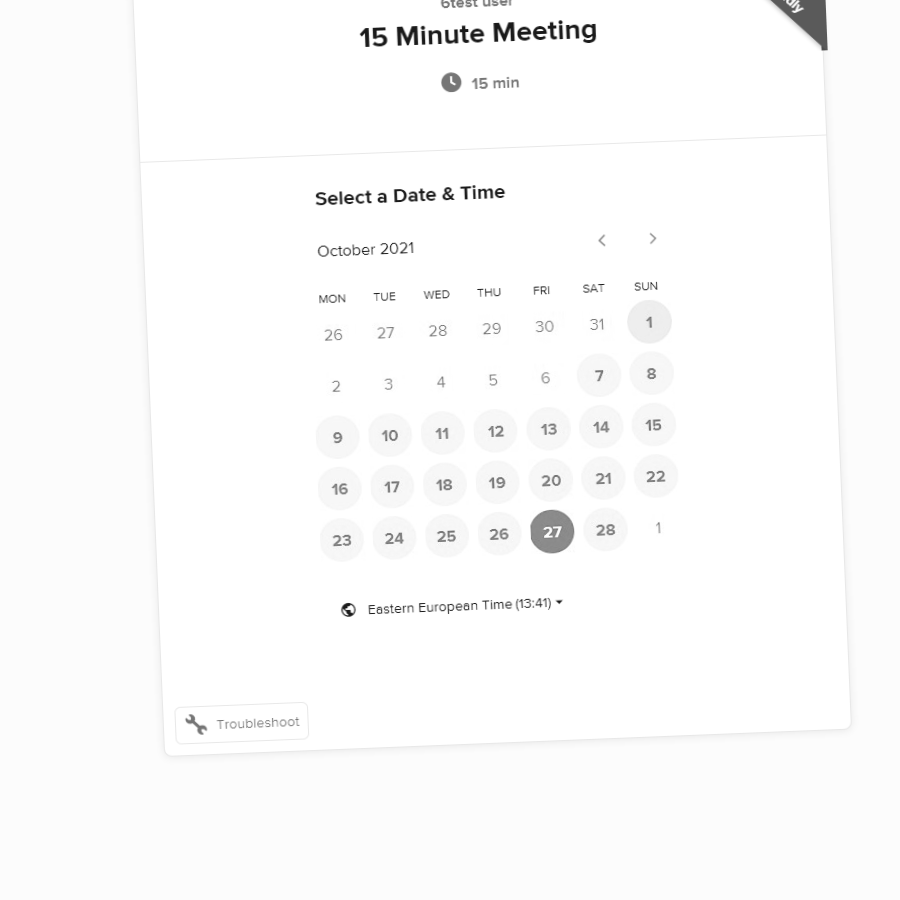 6test user
15 Minute Meeting
15 min
Select a Date & Time
October 2021
MON TUE WED THU FRI SAT SUN
26 27 28 29 30 31 1
2 3 4 5 6 7 8
9 10 11 12 13 14 15
16 17 18 19 20 21 22
23 24 25 26 27 28 1
Eastern European Time (13:41)
Troubleshoot